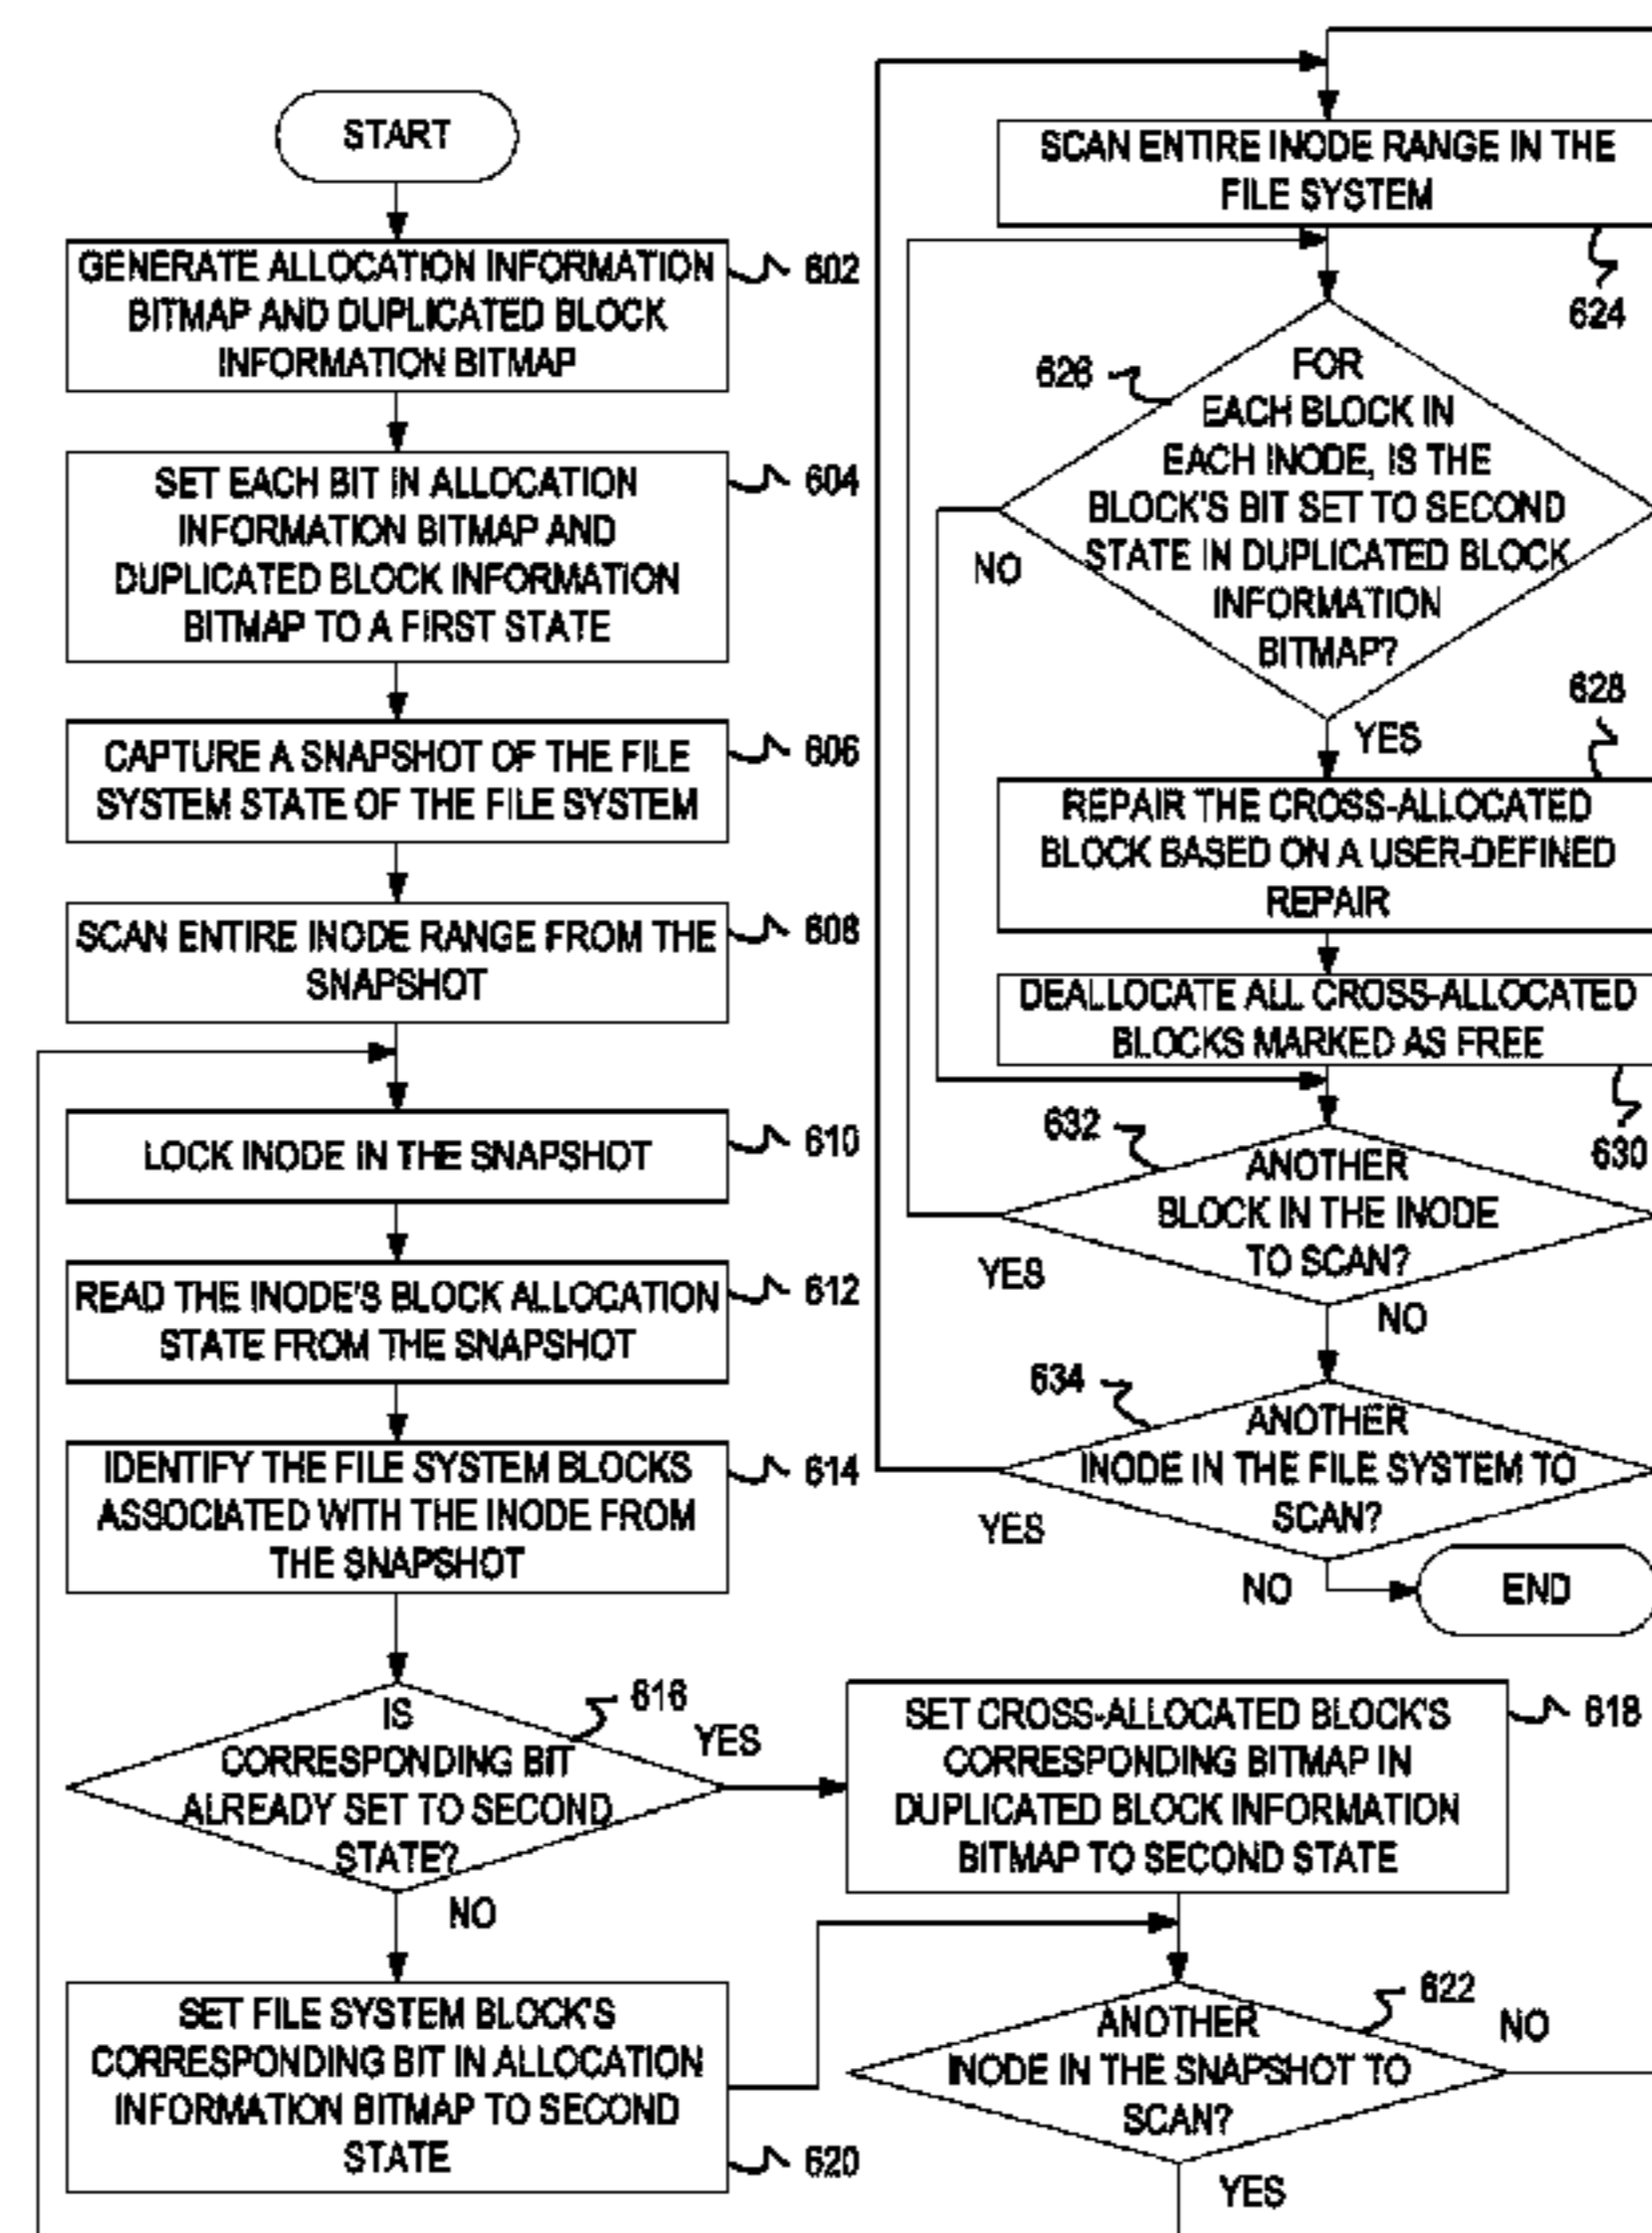 START
GENERATE ALLOCATION INFORMATION
BITMAP AND DUPLICATED BLOCK
INFORMATION BITMAP
602
SET EACH BIT IN ALLOCATION
INFORMATION BITMAP AND
DUPLICATED BLOCK INFORMATION
BITMAP TO A FIRST STATE
604
CAPTURE A SNAPSHOT OF THE FILE
SYSTEM STATE OF THE FILE SYSTEM
606
SCAN ENTIRE INODE RANGE FROM THE
SNAPSHOT
608
LOCK INODE IN THE SNAPSHOT
610
READ THE INODE'S BLOCK ALLOCATION
STATE FROM THE SNAPSHOT
612
IDENTIFY THE FILE SYSTEM BLOCKS
ASSOCIATED WITH THE INODE FROM
THE SNAPSHOT
614
IS
CORRESPONDING BIT
ALREADY SET TO SECOND
STATE?
616
YES
NO
SET CROSS-ALLOCATED BLOCK'S
CORRESPONDING BITMAP IN
DUPLICATED BLOCK INFORMATION
BITMAP TO SECOND STATE
618
SET FILE SYSTEM BLOCK'S
CORRESPONDING BIT IN ALLOCATION
INFORMATION BITMAP TO SECOND
STATE
620
ANOTHER
INODE IN THE SNAPSHOT TO
SCAN?
622
NO
YES
SCAN ENTIRE INODE RANGE IN THE
FILE SYSTEM
624
FOR
EACH BLOCK IN
EACH INODE, IS THE
BLOCK'S BIT SET TO SECOND
STATE IN DUPLICATED BLOCK
INFORMATION
BITMAP?
626
NO
YES
REPAIR THE CROSS-ALLOCATED
BLOCK BASED ON A USER-DEFINED
REPAIR
628
DEALLOCATE ALL CROSS-ALLOCATED
BLOCKS MARKED AS FREE
630
ANOTHER
BLOCK IN THE INODE
TO SCAN?
632
YES
NO
ANOTHER
INODE IN THE FILE SYSTEM TO
SCAN?
634
YES
NO
END